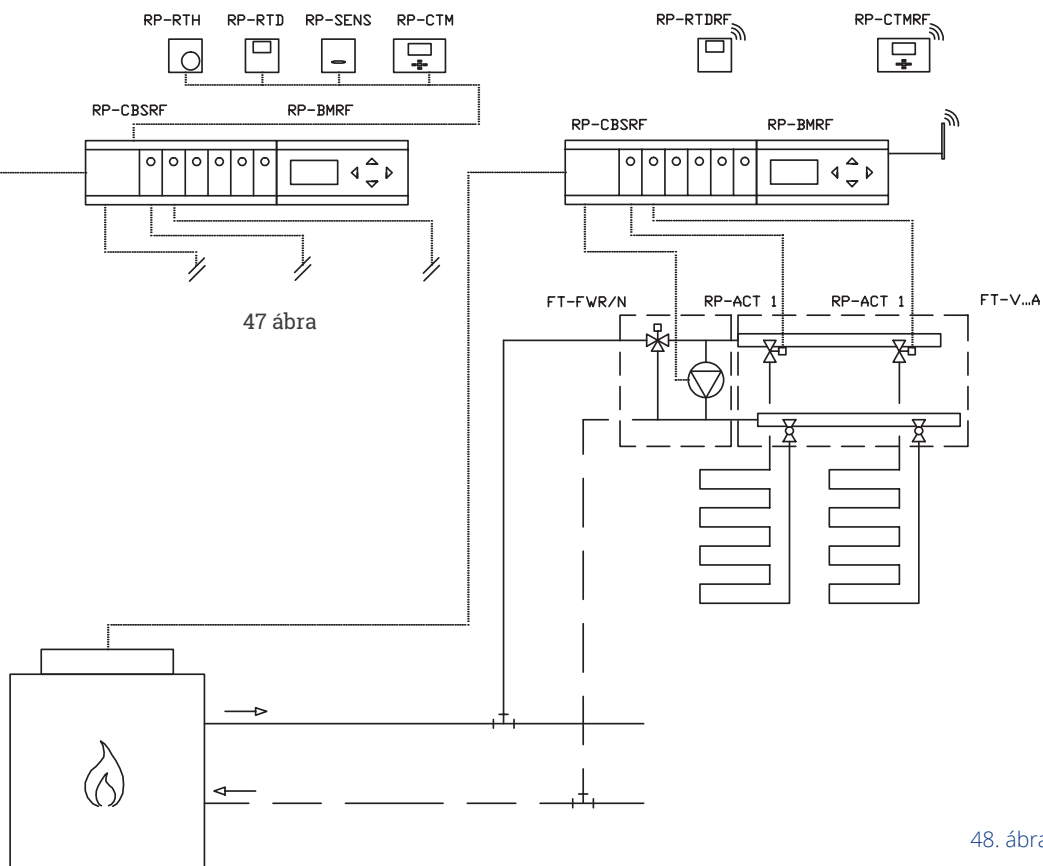 RP-RTH RP-RTD RP-SENS RP-CTM
RP-RTDRF RP-CTMRF
RP-CBSRF RP-BMRF
RP-CBSRF RP-BMRF
47 ábra
FT-FWR/N RP-ACT 1 RP-ACT 1 FT-V...A
48. ábra